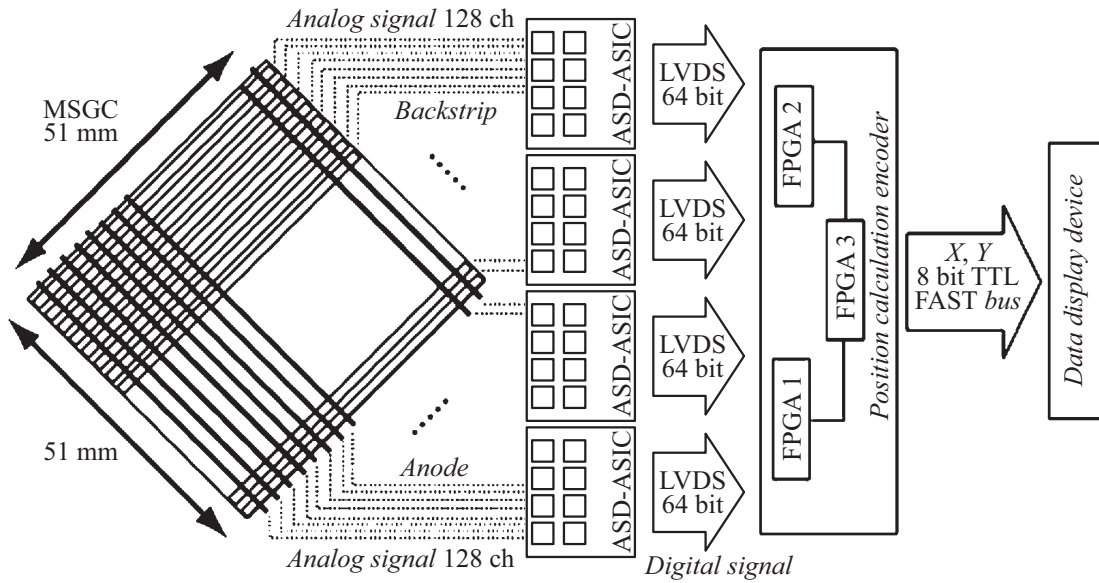 Analog signal 128 ch
MSGC
51 mm
Backstrip
51 mm
Anode
Analog signal 128 ch
ASD-ASIC
ASD-ASIC
ASD-ASIC
ASD-ASIC
LVDS
64 bit
LVDS
64 bit
LVDS
64 bit
LVDS
64 bit
Digital signal
FPGA 2
FPGA 3
FPGA 1
Position calculation encoder
X, Y
8 bit TTL
FAST bus
Data display device